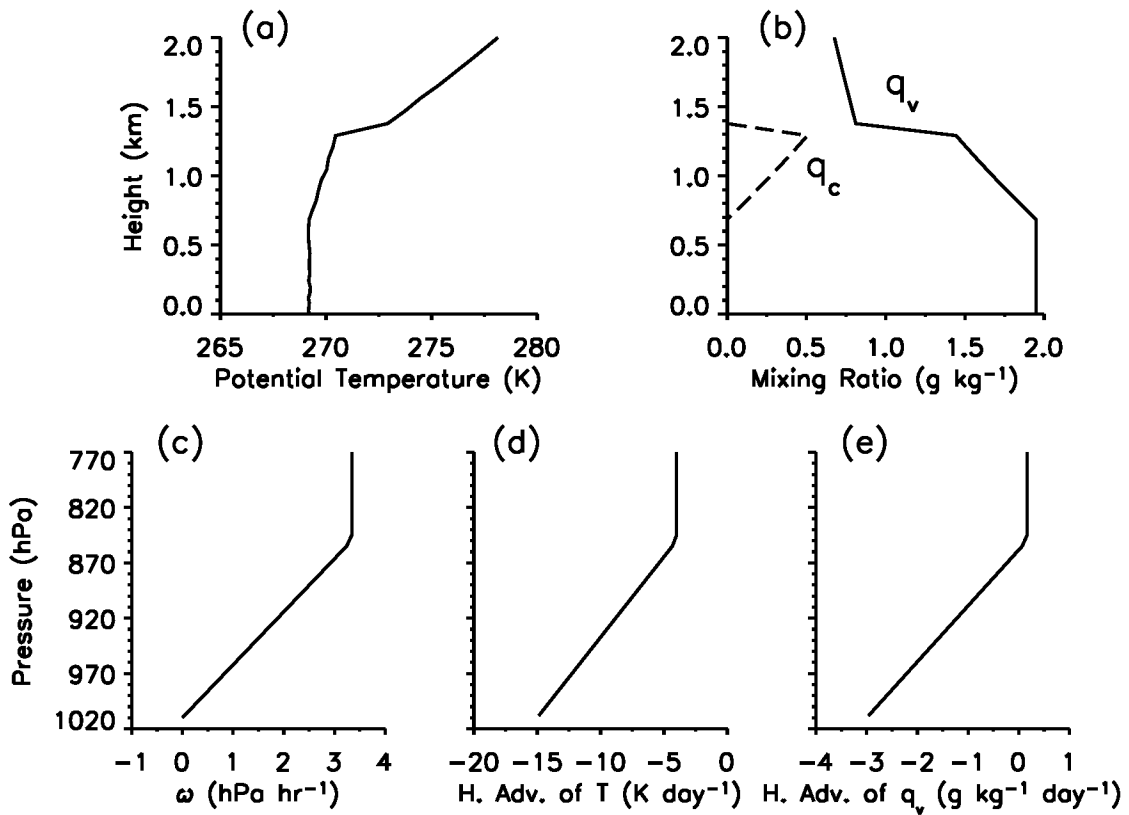 (a)
2.0
1.5
1.0
0.5
0.0
Height (km)
265 270 275 280
Potential Temperature (K)
(b)
2.0
1.5
1.0
0.5
0.0
q_v
q_c
0.0 0.5 1.0 1.5 2.0
Mixing Ratio (g kg⁻¹)
(c)
770
820
870
920
970
1020
Pressure (hPa)
-1 0 1 2 3 4
ω (hPa hr⁻¹)
(d)
-20 -15 -10 -5 0
H. Adv. of T (K day⁻¹)
(e)
-4 -3 -2 -1 0 1
H. Adv. of q_v (g kg⁻¹ day⁻¹)